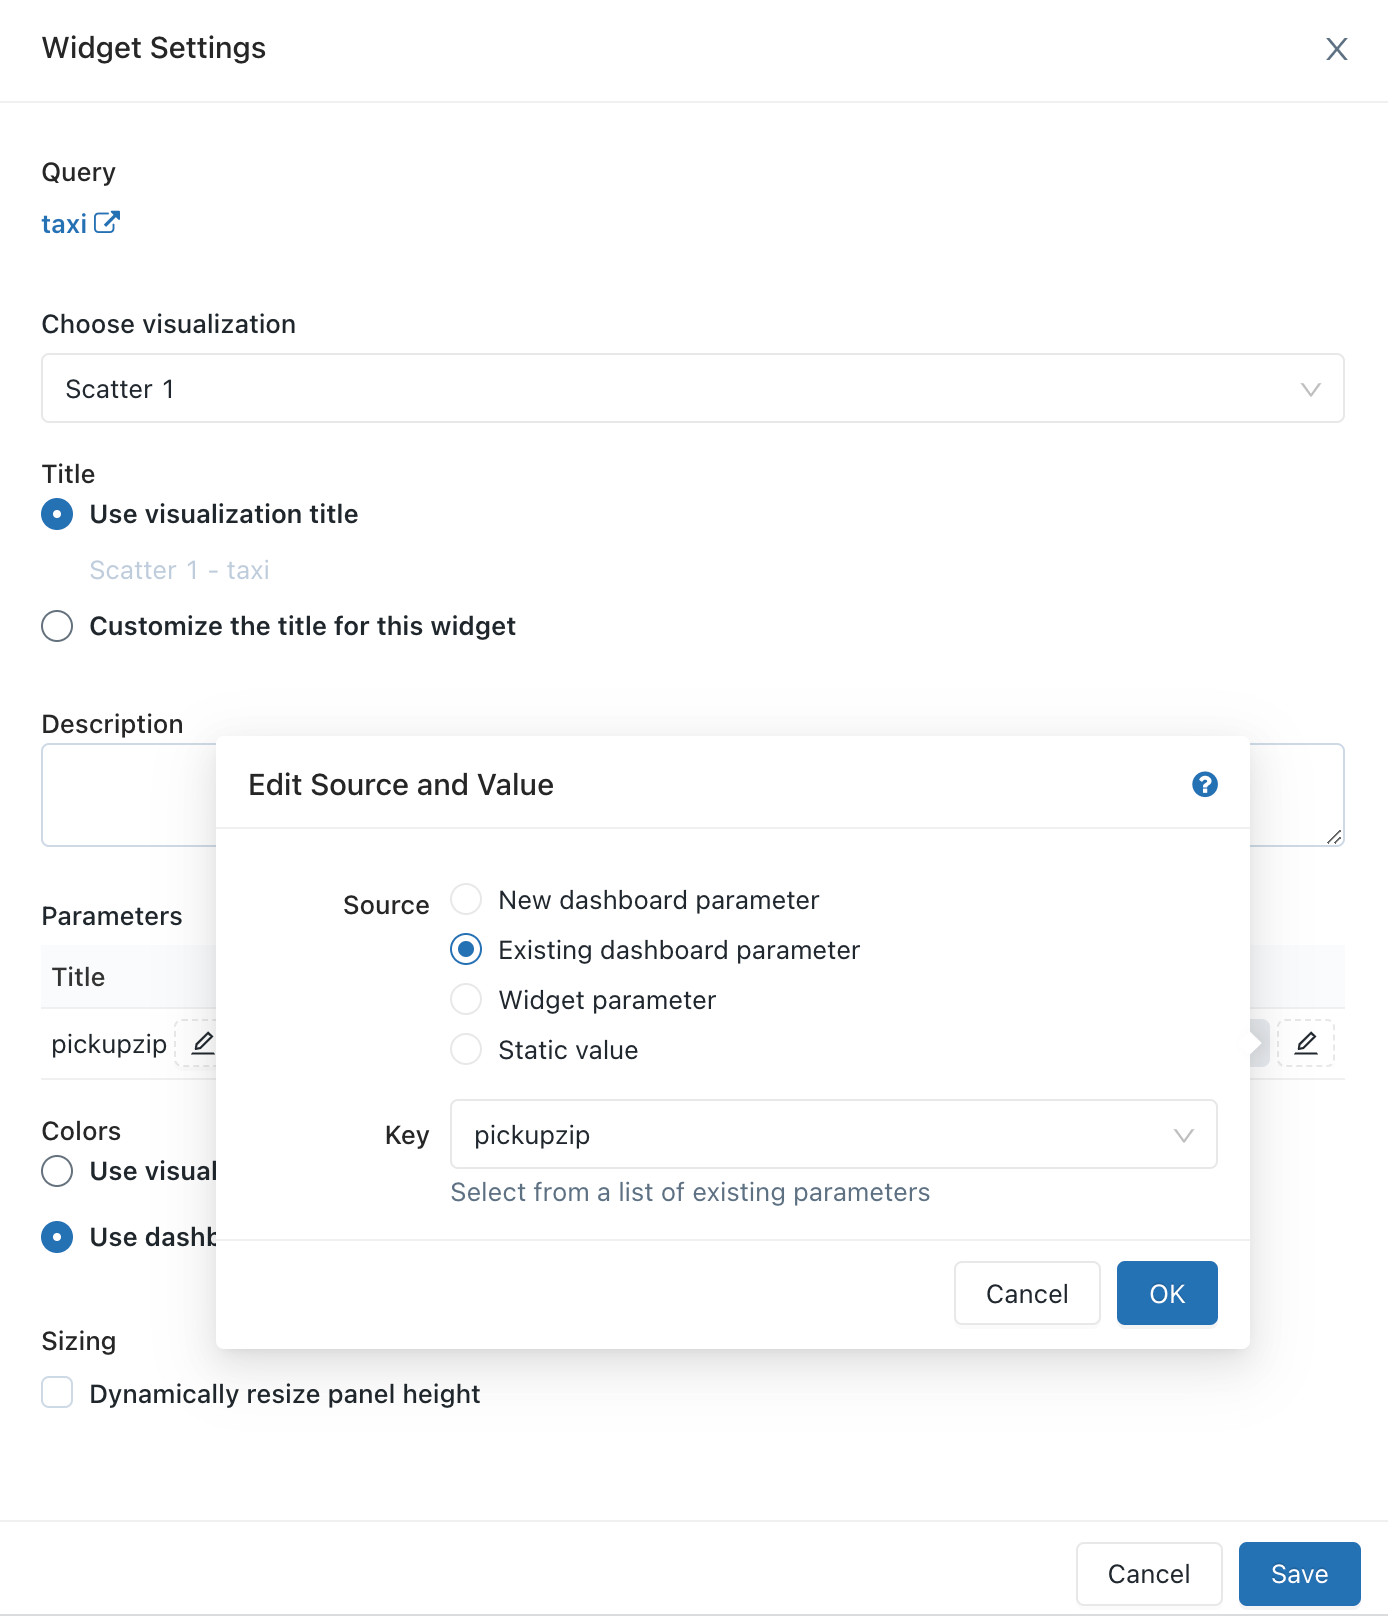 Widget Settings
Query
taxi
Choose visualization
Scatter 1
Title
Use visualization title
Scatter 1 - taxi
Customize the title for this widget
Description
Edit Source and Value
Source
New dashboard parameter
Existing dashboard parameter
Widget parameter
Static value
Key
pickupzip
Select from a list of existing parameters
Cancel
OK
Parameters
Title
pickupzip
Colors
Use visual
Use dashb
Sizing
Dynamically resize panel height
Cancel
Save